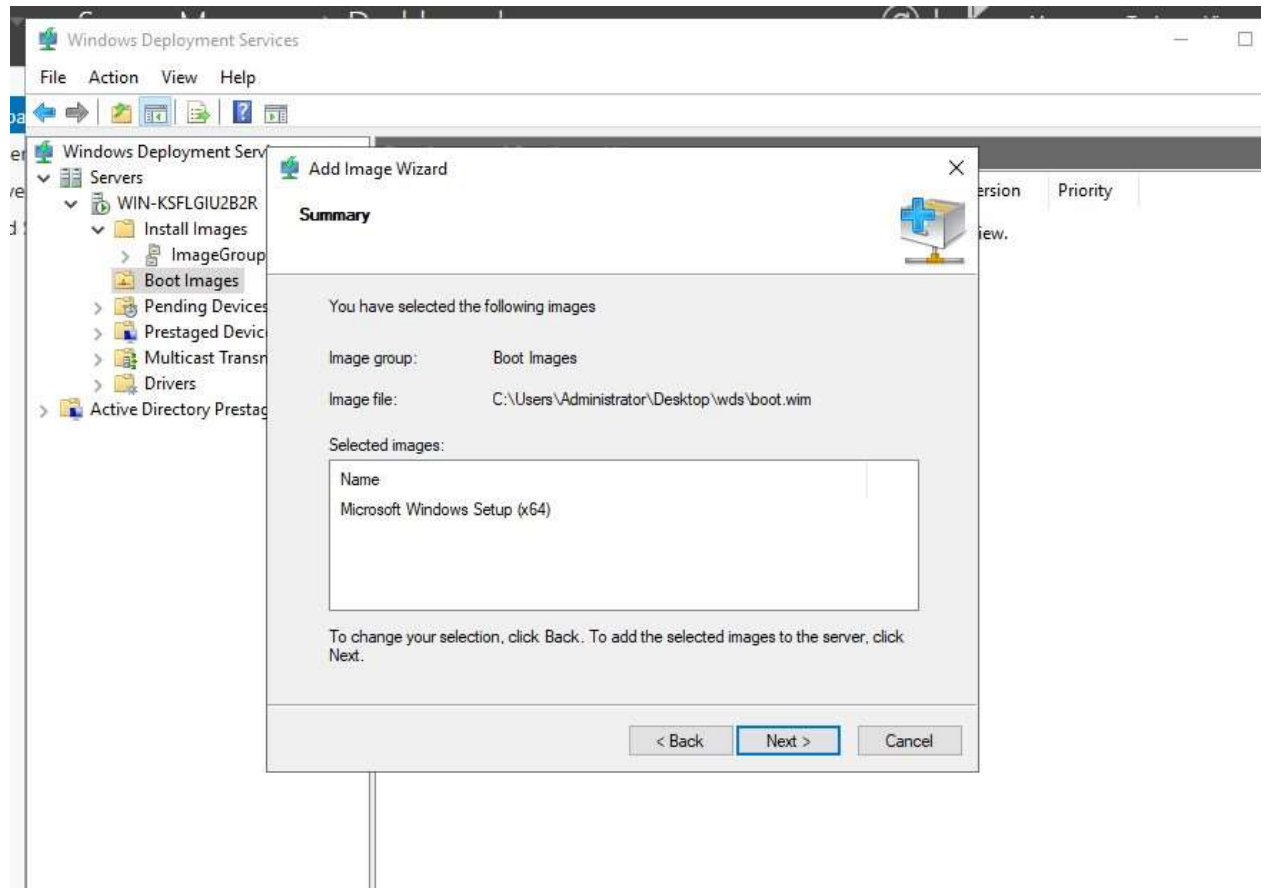 Windows Deployment Services
File Action View Help
Windows Deployment Serv
Servers
WIN-KSFLGIU2B2R
Install Images
ImageGroup
Boot Images
Pending Devices
Prestaged Devic
Multicast Transn
Drivers
Active Directory Prestag
Add Image Wizard
Summary
You have selected the following images
Image group: Boot Images
Image file: C:\Users\Administrator\Desktop\wds\boot.wim
Selected images:
Name
Microsoft Windows Setup (x64)
To change your selection, click Back. To add the selected images to the server, click
Next.
< Back Next > Cancel
ersion Priority
iew.